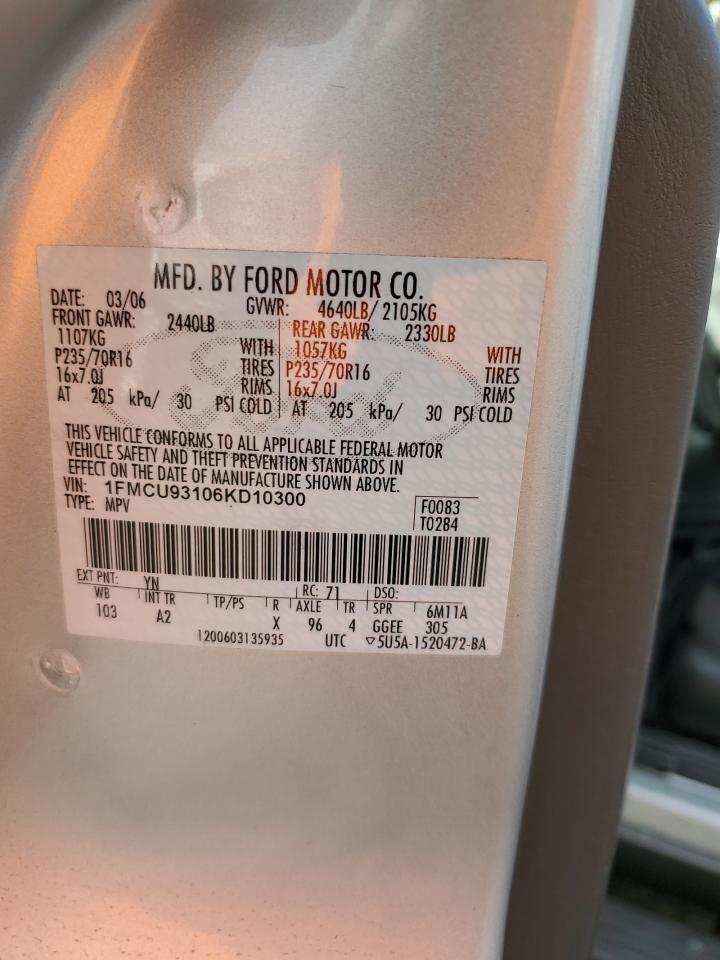 MFD. BY FORD MOTOR CO.
DATE: 03/06 GVWR: 4640LB/ 2105KG
FRONT GAWR: 2440LB REAR GAWR: 2330LB
1107KG WITH 1057KG WITH
P235/70R16 TIRES P235/70R16 TIRES
16x7.0J RIMS 16x7.0J RIMS
AT 205 kPa/ 30 PSI COLD AT 205 kPa/ 30 PSI COLD
THIS VEHICLE CONFORMS TO ALL APPLICABLE FEDERAL MOTOR
VEHICLE SAFETY AND THEFT PREVENTION STANDARDS IN
EFFECT ON THE DATE OF MANUFACTURE SHOWN ABOVE.
VIN: 1FMCU93106KD10300
TYPE: MPV F0083
T0284
EXT PNT: YN RC: 71 DSO:
WB INT TR TP/PS R AXLE TR SPR 6M11A
103 A2 X 96 4 GGEE 305
1200603135935 UTC ▽5U5A-1520472-BA